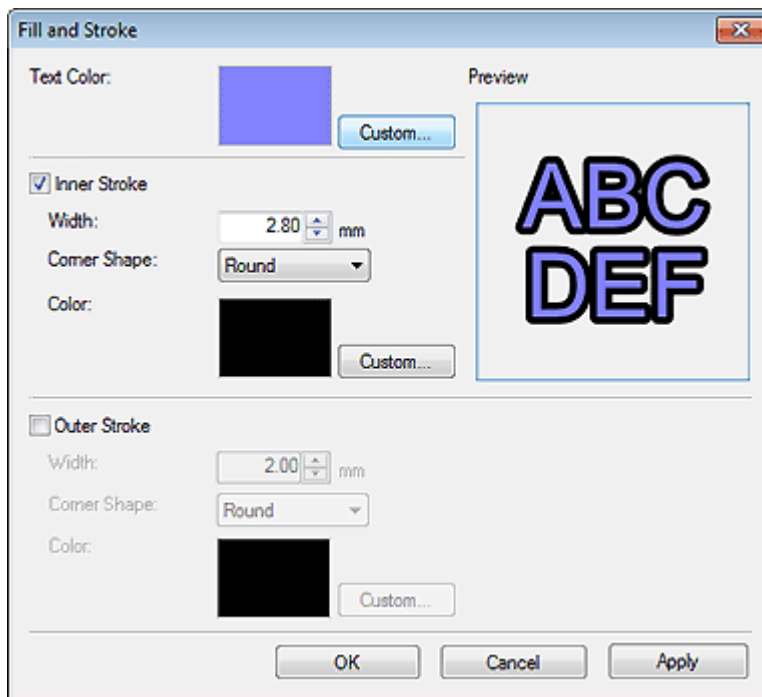 Fill and Stroke
Text Color:
Custom...
Preview
ABC
DEF
Inner Stroke
Width: 2.80 mm
Corner Shape: Round
Color:
Custom...
Outer Stroke
Width: 2.00 mm
Corner Shape: Round
Color:
Custom...
OK Cancel Apply